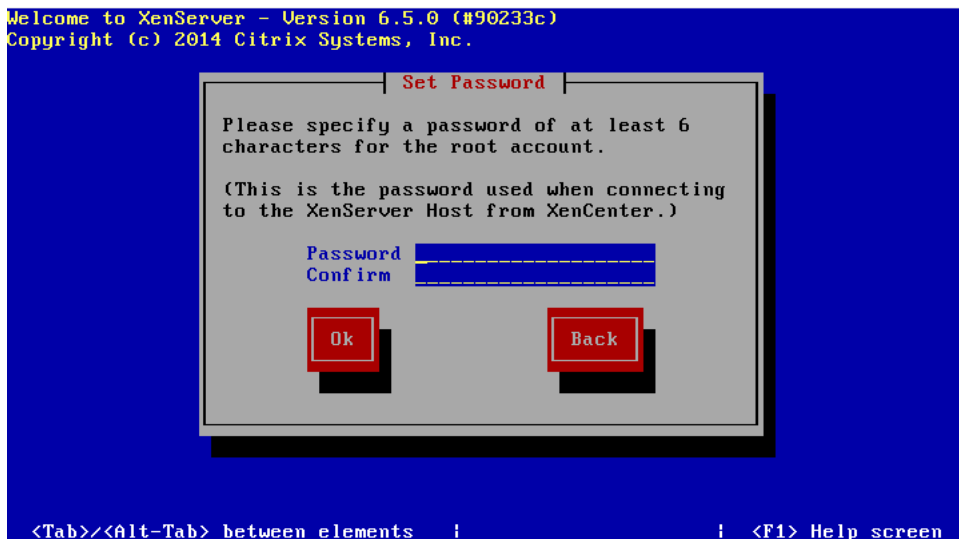 Welcome to XenServer - Version 6.5.0 (#90233c)
Copyright (c) 2014 Citrix Systems, Inc.
Set Password
Please specify a password of at least 6
characters for the root account.
(This is the password used when connecting
to the XenServer Host from XenCenter.)
Password
Confirm
Ok Back
<Tab>/<Alt-Tab> between elements | | <F1> Help screen